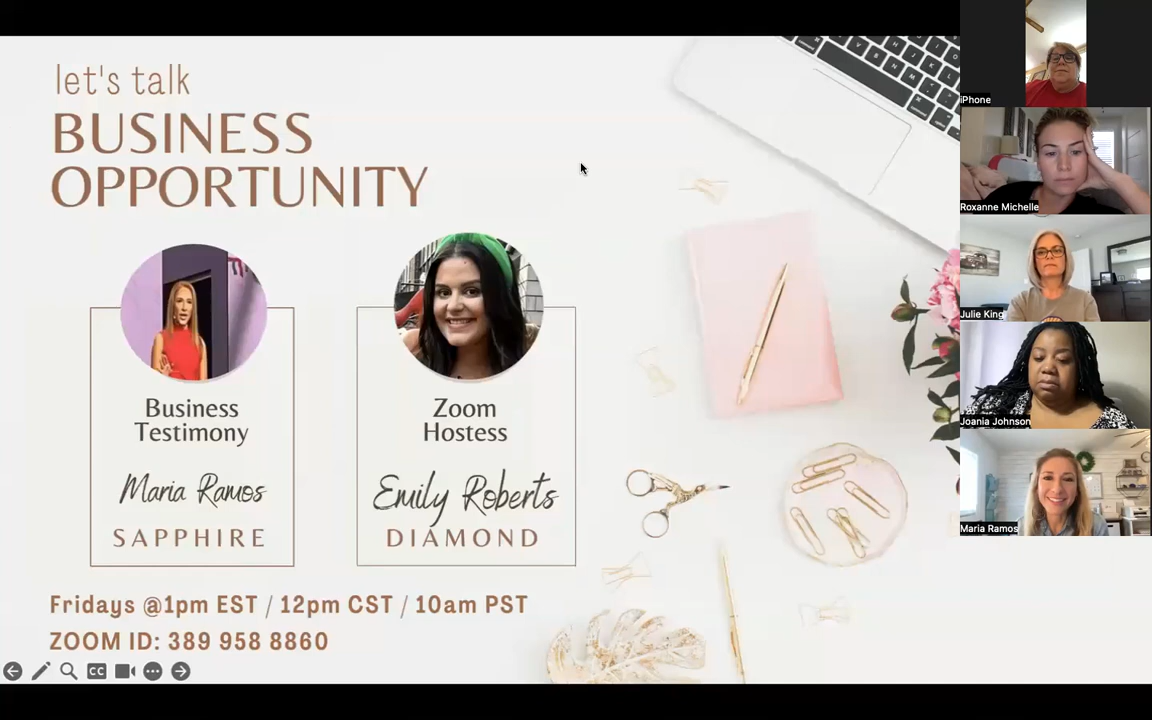 let's talk
BUSINESS
OPPORTUNITY
Business
Testimony
Maria Ramos
SAPPHIRE
Zoom
Hostess
Emily Roberts
DIAMOND
Fridays @1pm EST / 12pm CST / 10am PST
ZOOM ID: 389 958 8860
CC
iPhone
Roxanne Michelle
Julie King
Joania Johnson
Maria Ramos